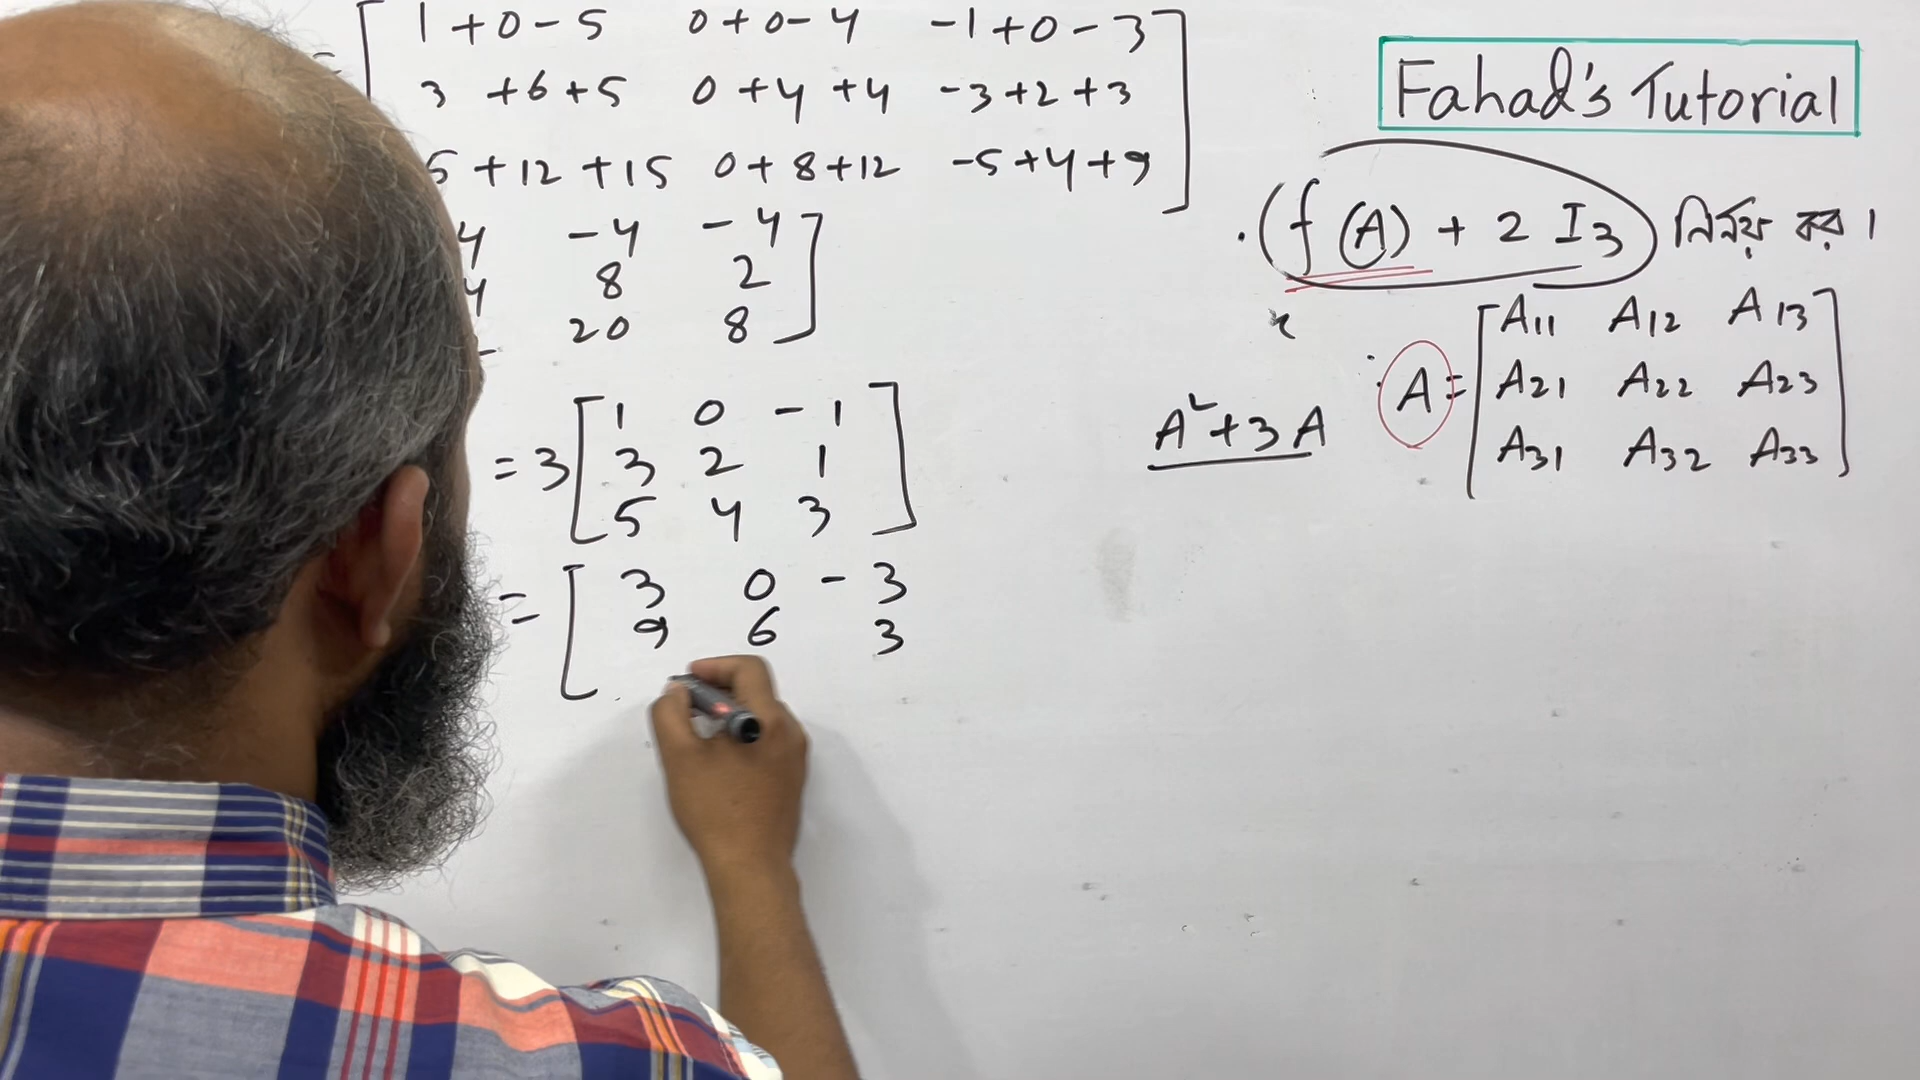 = [ 1 + 0 - 5 0 + 0 - 4 -1 + 0 - 3 ]
3 + 6 + 5 0 + 4 + 4 -3 + 2 + 3
5 + 12 + 15 0 + 8 + 12 -5 + 4 + 9
4 -4 -4 ]
4 8 2
20 8
= 3 [ 1 0 -1 ]
3 2 1
5 4 3
= [ 3 0 -3
9 6 3
Fahad's Tutorial
(f (A) + 2 I3) নির্ণয় কর।
A² + 3A
A = [ A11 A12 A13 ]
A21 A22 A23
A31 A32 A33